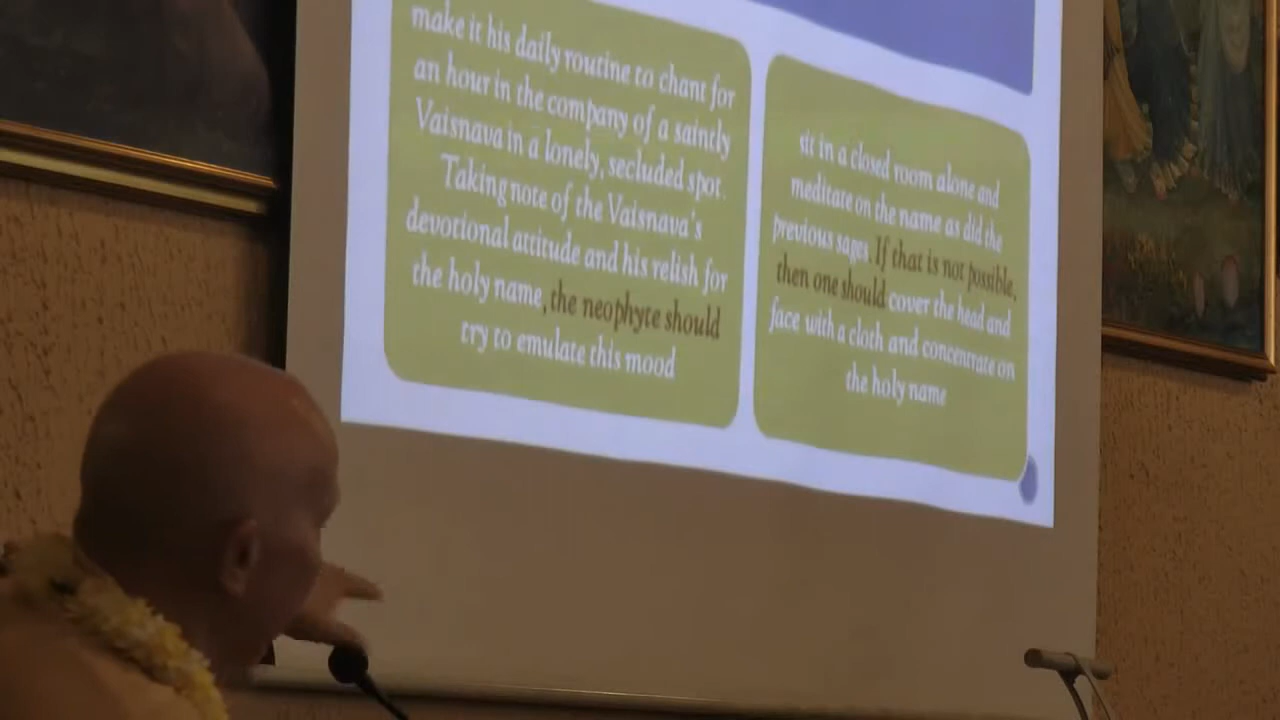 make it his daily routine to chant for
an hour in the company of a saintly
Vaisnava in a lonely, secluded spot.
Taking note of the Vaisnava's
devotional attitude and his relish for
the holy name, the neophyte should
try to emulate this mood
sit in a closed room alone and
meditate on the name as did the
previous sages. If that is not possible,
then one should cover the head and
face with a cloth and concentrate on
the holy name